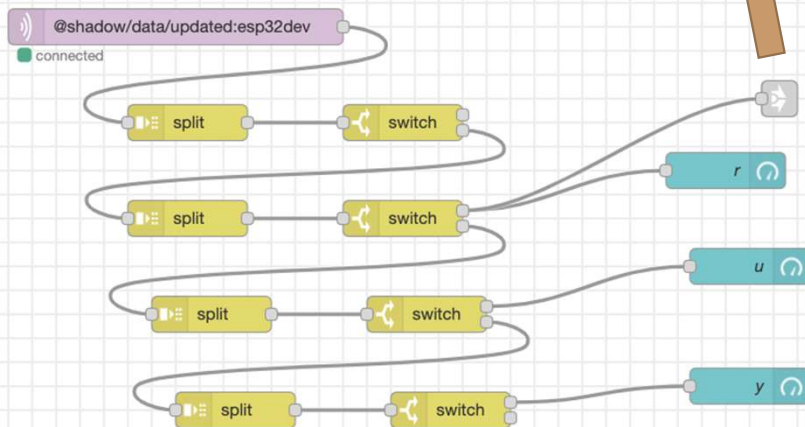 @shadow/data/updated:esp32dev
connected
split
switch
r
split
switch
u
split
switch
y
split
switch